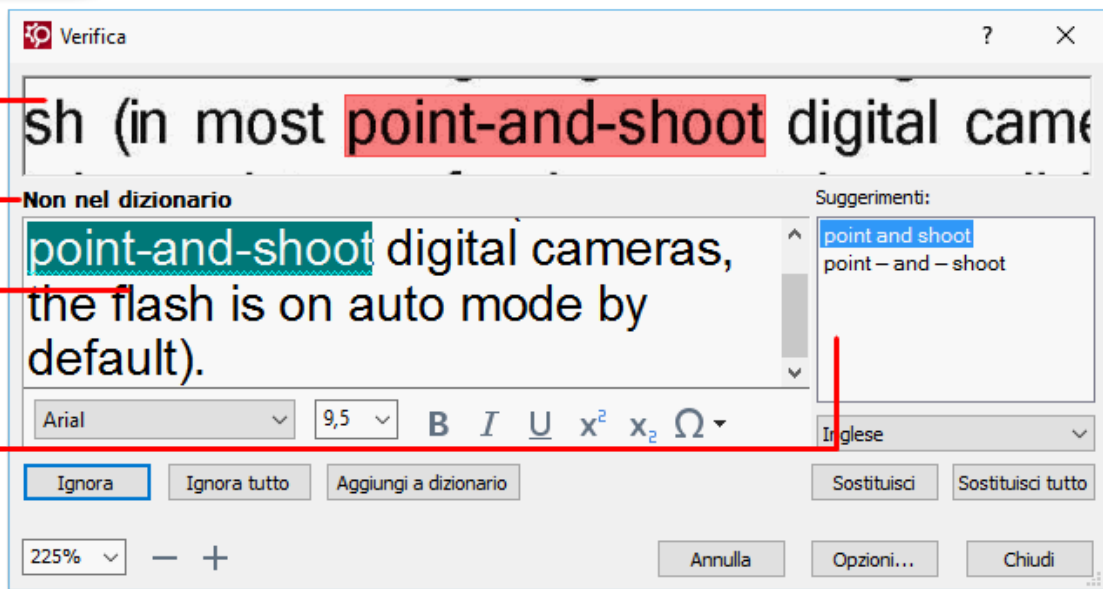 Verifica
sh (in most point-and-shoot digital came
Non nel dizionario
Suggerimenti:
point-and-shoot digital cameras,
the flash is on auto mode by
default).
point and shoot
point – and – shoot
Arial 9,5 B I U x² x₂ Ω
Inglese
Ignora Ignora tutto Aggiungi a dizionario Sostituisci Sostituisci tutto
225% Annulla Opzioni... Chiudi